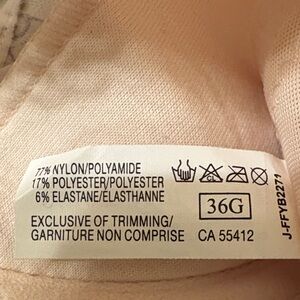 77% NYLON/POLYAMIDE
17% POLYESTER/POLYESTER
6% ELASTANE/ELASTHANNE
36G
EXCLUSIVE OF TRIMMING/
GARNITURE NON COMPRISE CA 55412
J-FFYB2271